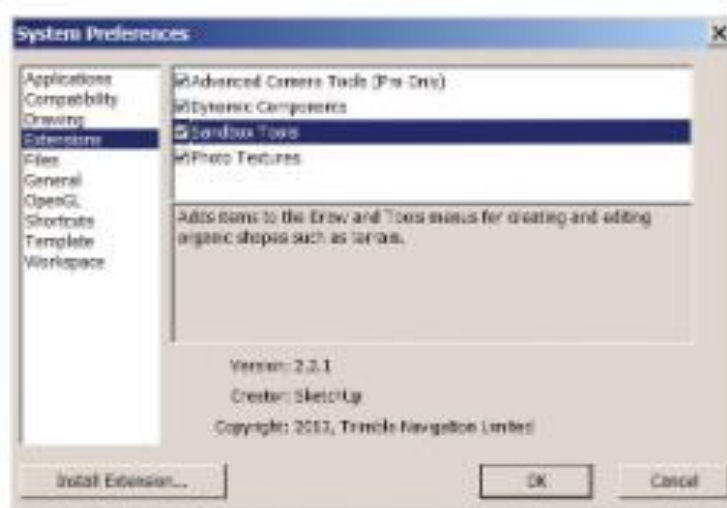 System Preferences
Applications
Compatibility
Drawing
Extensions
Files
General
OpenGL
Shortcuts
Template
Workspace
Advanced Camera Tools (Pro Only)
Dynamic Components
Sandbox Tools
Photo Textures
Adds items to the Draw and Tools menus for creating and editing
organic shapes such as terrain.
Version: 2.2.1
Creator: SketchUp
Copyright: 2013, Trimble Navigation Limited
Install Extension...
OK
Cancel